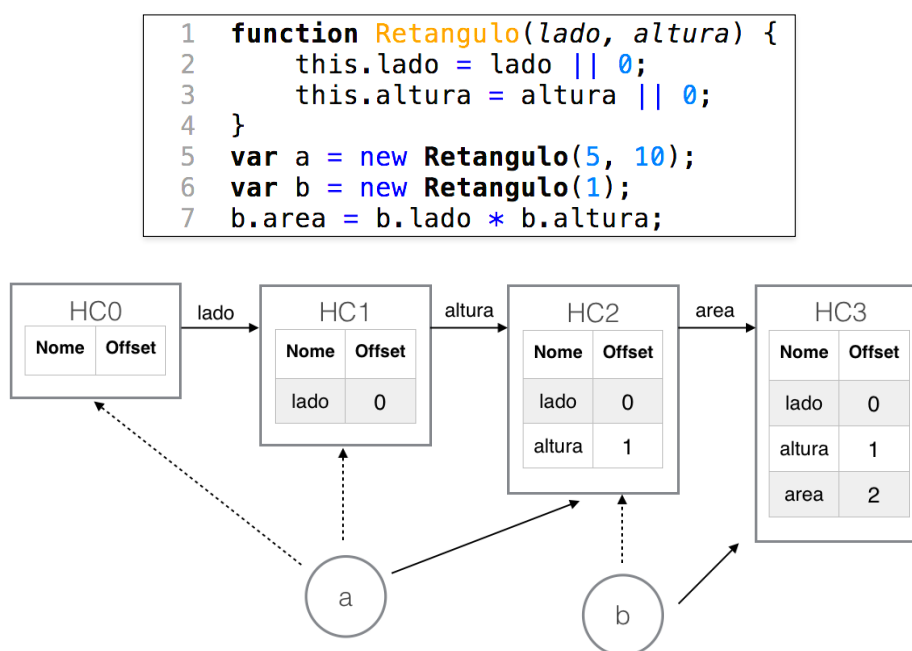 1 function Retangulo(lado, altura) {
2     this.lado = lado || 0;
3     this.altura = altura || 0;
4 }
5 var a = new Retangulo(5, 10);
6 var b = new Retangulo(1);
7 b.area = b.lado * b.altura;
HC0
Nome Offset
lado
HC1
Nome Offset
lado 0
altura
HC2
Nome Offset
lado 0
altura 1
area
HC3
Nome Offset
lado 0
altura 1
area 2
a
b